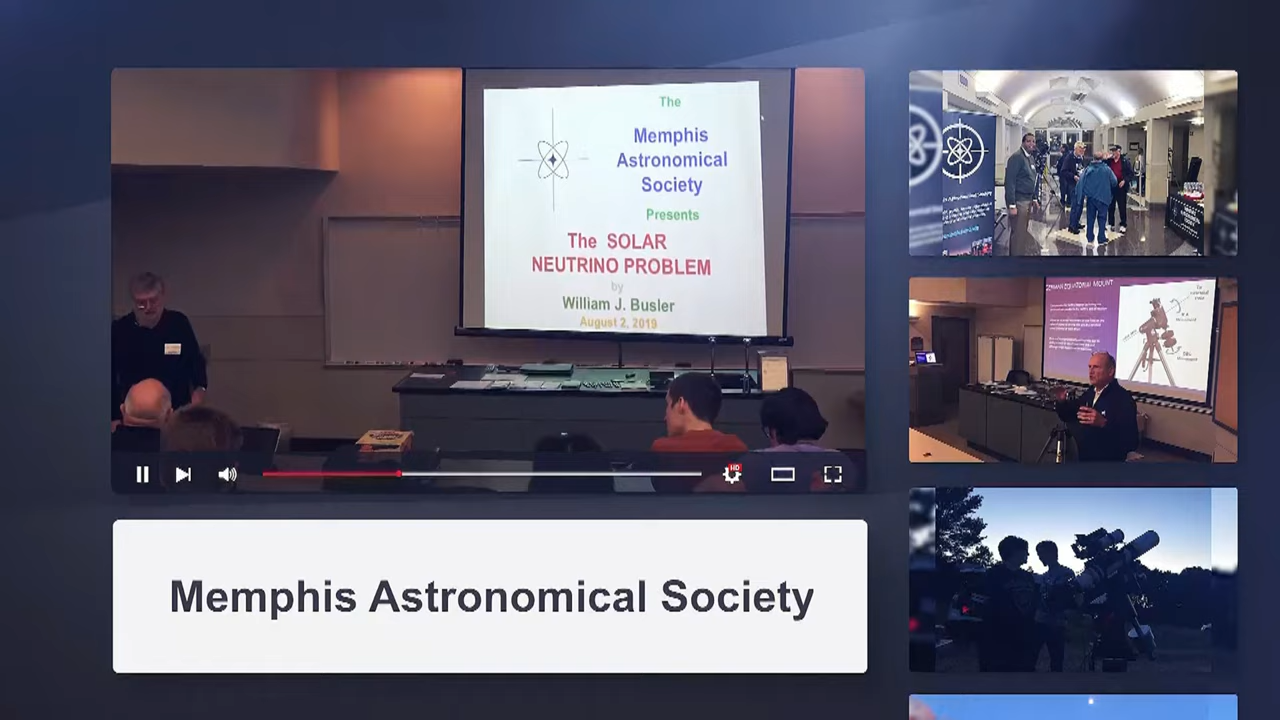 The
Memphis
Astronomical
Society
Presents
The SOLAR
NEUTRINO PROBLEM
by
William J. Busler
August 2, 2019
HD
Memphis Astronomical Society
GERMAN EQUATORIAL MOUNT